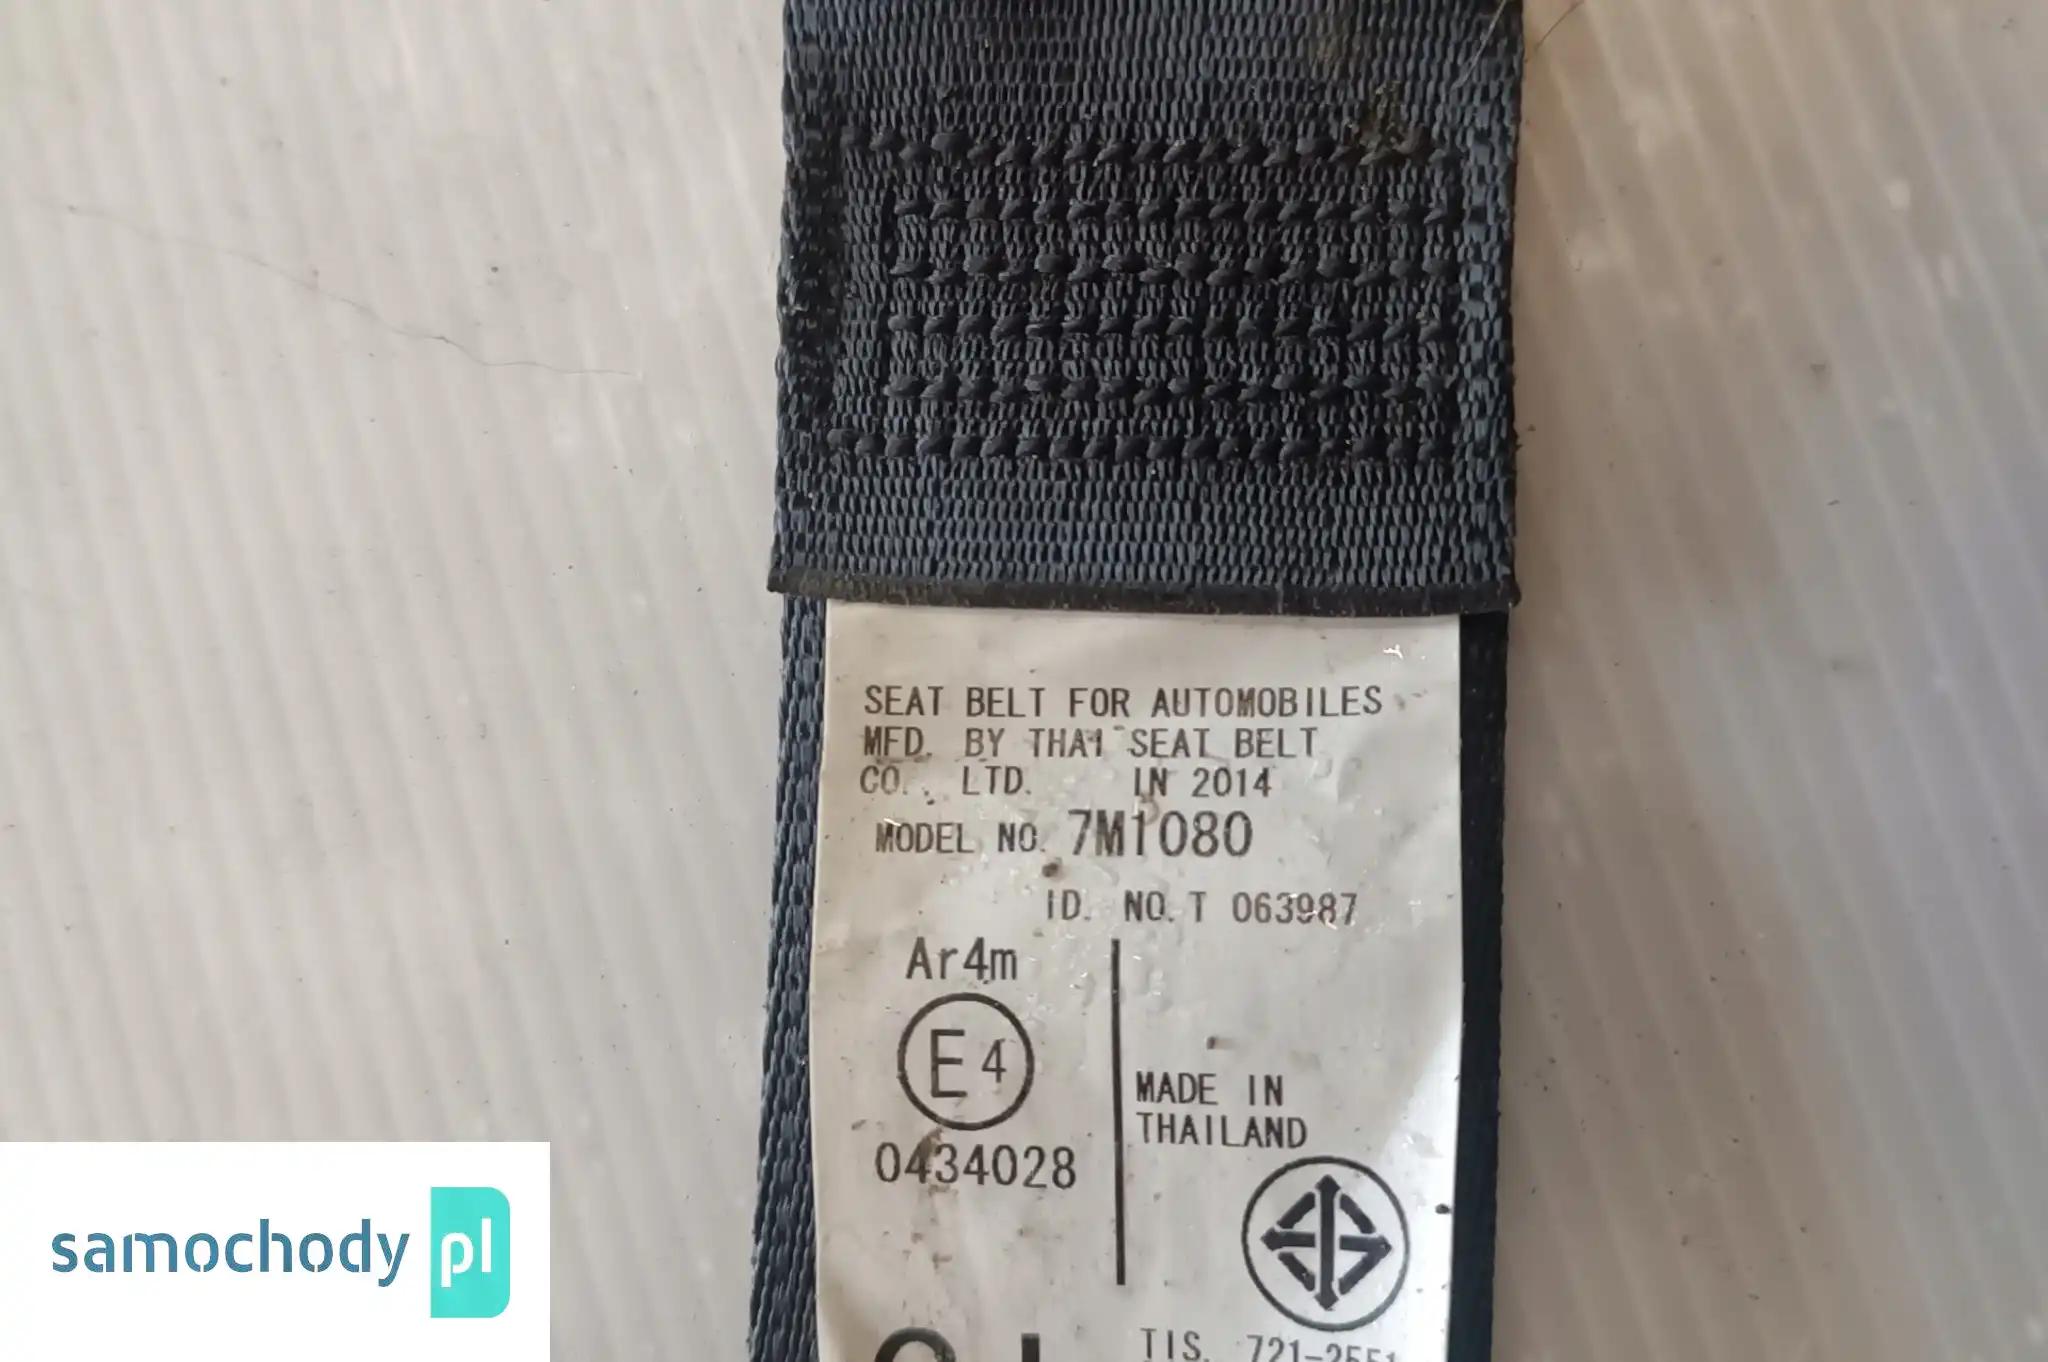 SEAT BELT FOR AUTOMOBILES
MFD. BY THAI SEAT BELT
CO., LTD. IN 2014
MODEL NO. 7M1080
ID. NO. T 063987
Ar4m
E4
0434028
MADE IN
THAILAND
TIS. 721-2551
samochody pl